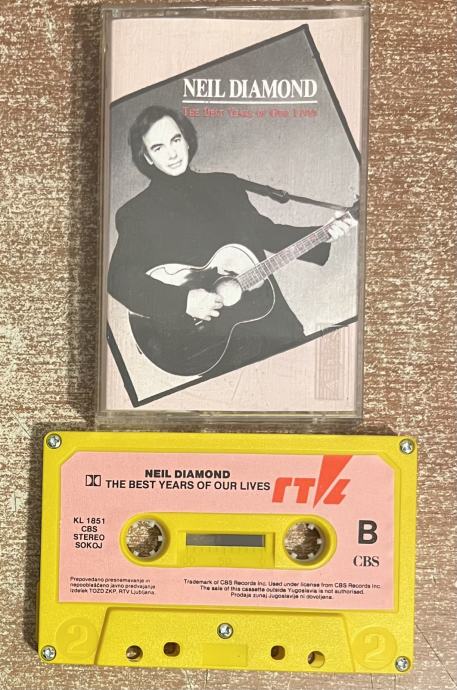 NEIL DIAMOND
THE BEST YEARS OF OUR LIVES
NEIL DIAMOND
THE BEST YEARS OF OUR LIVES
KL 1851
CBS
STEREO
SOKOJ
B
CBS
Prepovedano presnemavanje in
nepooblaščeno javno predvajanje
Izdelek TOZD ZKP, RTV Ljubljana.
Trademark of CBS Records Inc. Used under license from CBS Records Inc.
The sale of this cassette outside Yugoslavia is not authorised.
Prodaja zunaj Jugoslavije ni dovoljena.
2 2